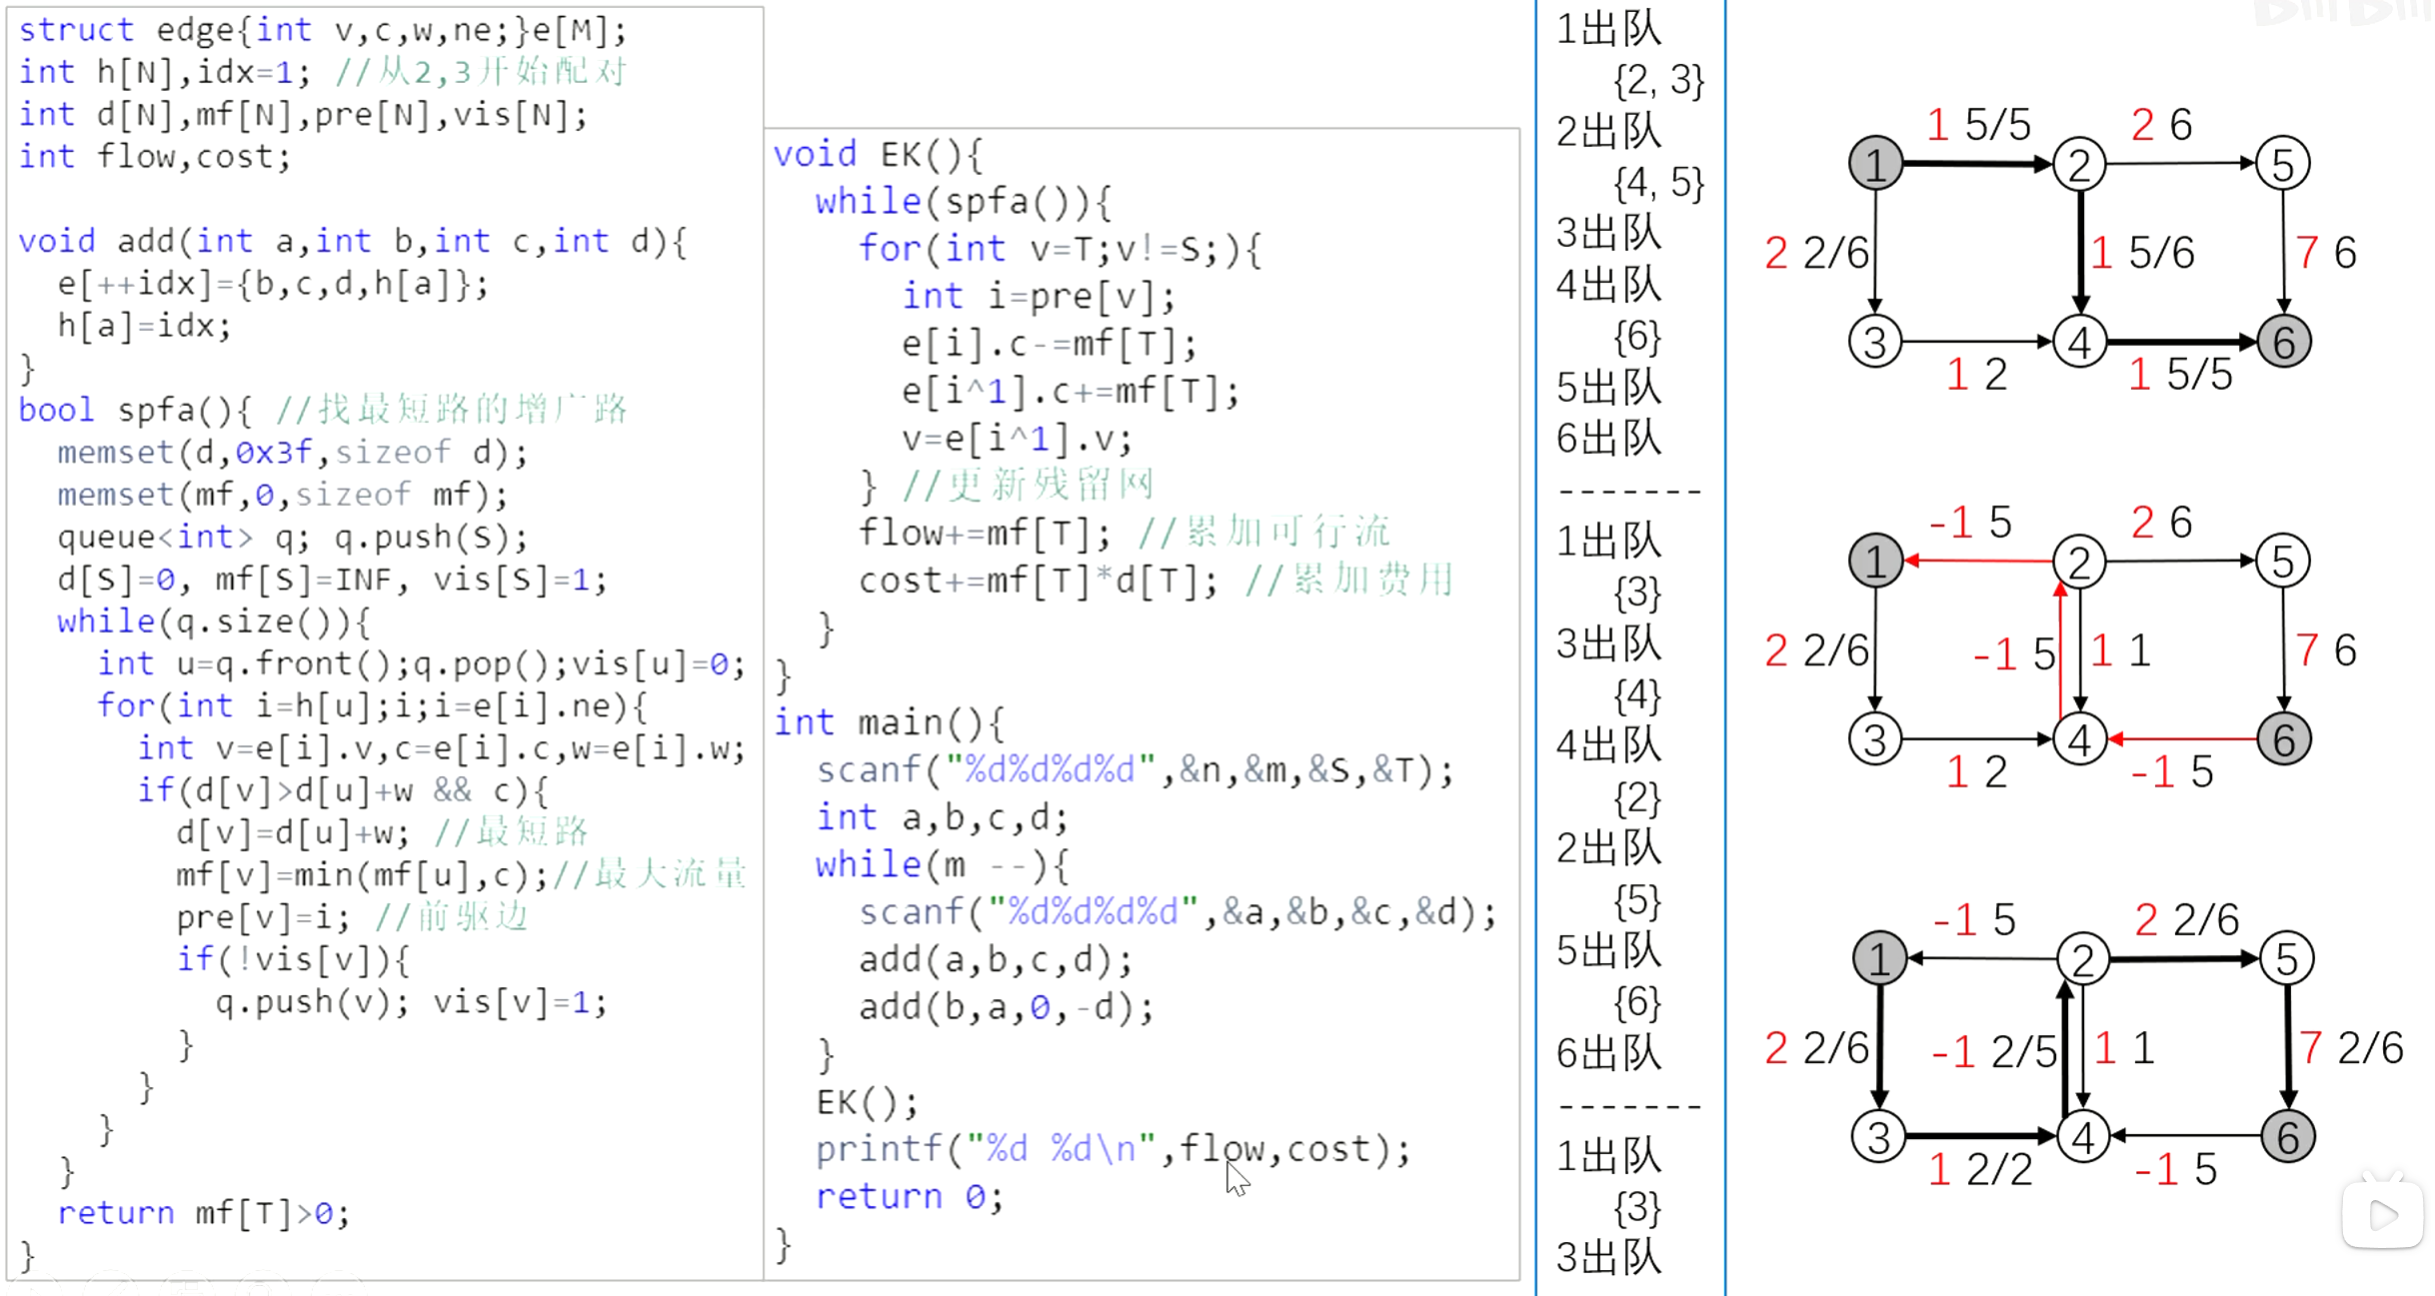 struct edge{int v,c,w,ne;}e[M];
int h[N],idx=1; //从2,3开始配对
int d[N],mf[N],pre[N],vis[N];
int flow,cost;
void add(int a,int b,int c,int d){
e[++idx]={b,c,d,h[a]};
h[a]=idx;
}
bool spfa(){ //找最短路的增广路
memset(d,0x3f,sizeof d);
memset(mf,0,sizeof mf);
queue<int> q; q.push(S);
d[S]=0, mf[S]=INF, vis[S]=1;
while(q.size()){
int u=q.front();q.pop();vis[u]=0;
for(int i=h[u];i;i=e[i].ne){
int v=e[i].v,c=e[i].c,w=e[i].w;
if(d[v]>d[u]+w && c){
d[v]=d[u]+w; //最短路
mf[v]=min(mf[u],c);//最大流量
pre[v]=i; //前驱边
if(!vis[v]){
q.push(v); vis[v]=1;
}
}
}
}
return mf[T]>0;
}
void EK(){
while(spfa()){
for(int v=T;v!=S;){
int i=pre[v];
e[i].c-=mf[T];
e[i^1].c+=mf[T];
v=e[i^1].v;
} //更新残留网
flow+=mf[T]; //累加可行流
cost+=mf[T]*d[T]; //累加费用
}
}
int main(){
scanf("%d%d%d%d",&n,&m,&S,&T);
int a,b,c,d;
while(m --){
scanf("%d%d%d%d",&a,&b,&c,&d);
add(a,b,c,d);
add(b,a,0,-d);
}
EK();
printf("%d %d\n",flow,cost);
return 0;
}
1出队
{2, 3}
2出队
{4, 5}
3出队
4出队
{6}
5出队
6出队
-------
1出队
{3}
3出队
{4}
4出队
{2}
2出队
{5}
5出队
{6}
6出队
-------
1出队
{3}
3出队
1 5/5 2 6
1 2 5
2 2/6 1 5/6 7 6
3 4 6
1 2 1 5/5
-1 5 2 6
1 2 5
2 2/6 -1 5 1 1 7 6
3 4 6
1 2 -1 5
-1 5 2 2/6
1 2 5
2 2/6 -1 2/5 1 1 7 2/6
3 4 6
1 2/2 -1 5